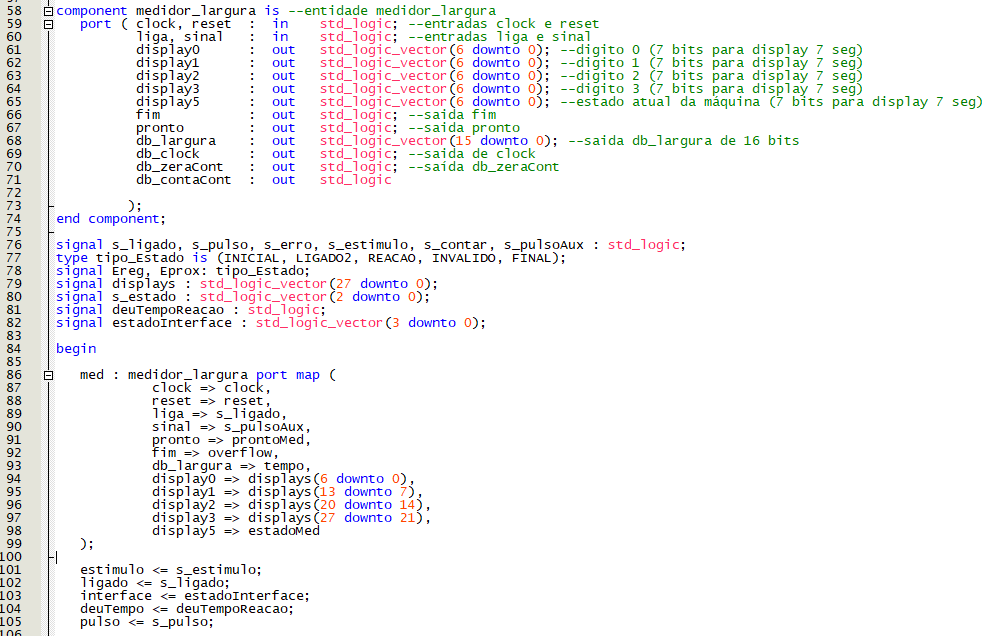 58 component medidor_largura is --entidade medidor_largura
59 port ( clock, reset : in std_logic; --entradas clock e reset
60 liga, sinal : in std_logic; --entradas liga e sinal
61 display0 : out std_logic_vector(6 downto 0); --digito 0 (7 bits para display 7 seg)
62 display1 : out std_logic_vector(6 downto 0); --digito 1 (7 bits para display 7 seg)
63 display2 : out std_logic_vector(6 downto 0); --digito 2 (7 bits para display 7 seg)
64 display3 : out std_logic_vector(6 downto 0); --digito 3 (7 bits para display 7 seg)
65 display5 : out std_logic_vector(6 downto 0); --estado atual da máquina (7 bits para display 7 seg)
66 fim : out std_logic; --saida fim
67 pronto : out std_logic; --saida pronto
68 db_largura : out std_logic_vector(15 downto 0); --saida db_largura de 16 bits
69 db_clock : out std_logic; --saida de clock
70 db_zeraCont : out std_logic; --saida db_zeraCont
71 db_contaCont : out std_logic
72
73 );
74 end component;
75
76 signal s_ligado, s_pulso, s_erro, s_estimulo, s_contar, s_pulsoAux : std_logic;
77 type tipo_Estado is (INICIAL, LIGADO2, REACAO, INVALIDO, FINAL);
78 signal Ereg, Eprox: tipo_Estado;
79 signal displays : std_logic_vector(27 downto 0);
80 signal s_estado : std_logic_vector(2 downto 0);
81 signal deuTempoReacao : std_logic;
82 signal estadoInterface : std_logic_vector(3 downto 0);
83
84 begin
85
86 med : medidor_largura port map (
87 clock => clock,
88 reset => reset,
89 liga => s_ligado,
90 sinal => s_pulsoAux,
91 pronto => prontoMed,
92 fim => overflow,
93 db_largura => tempo,
94 display0 => displays(6 downto 0),
95 display1 => displays(13 downto 7),
96 display2 => displays(20 downto 14),
97 display3 => displays(27 downto 21),
98 display5 => estadoMed
99 );
100
101 estimulo <= s_estimulo;
102 ligado <= s_ligado;
103 interface <= estadoInterface;
104 deuTempo <= deuTempoReacao;
105 pulso <= s_pulso;
106